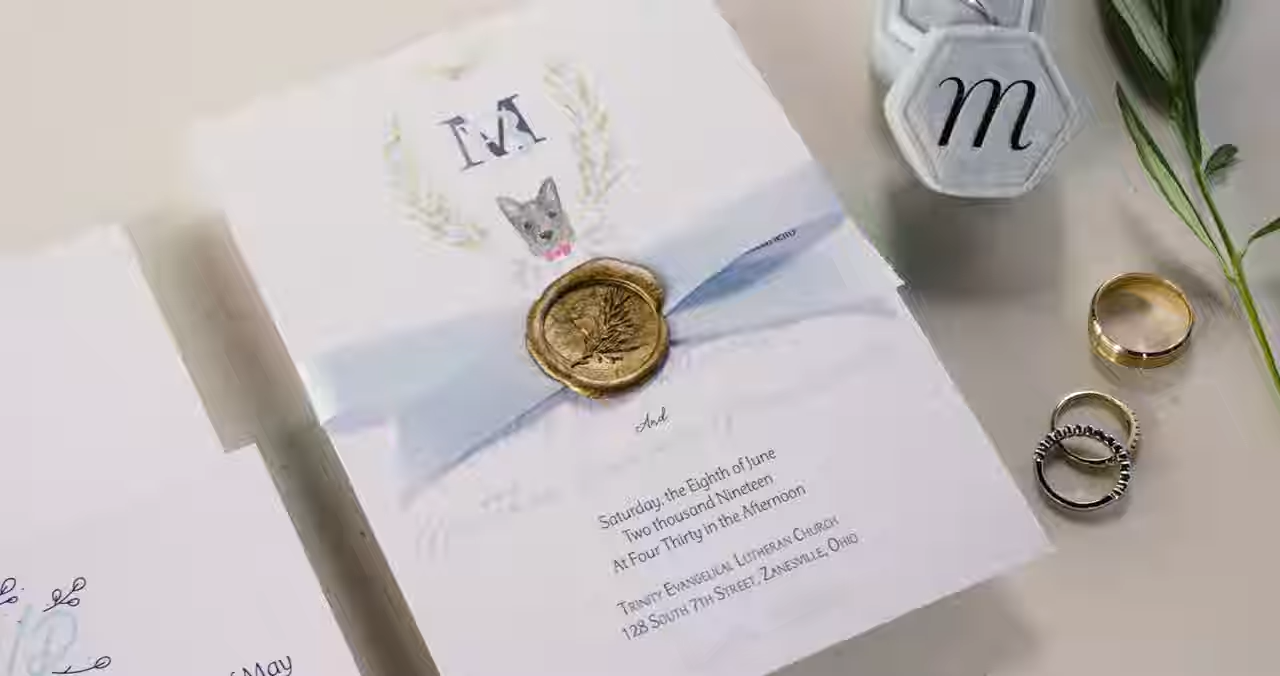 M
m
And
Saturday, the Eighth of June
Two thousand Nineteen
At Four Thirty in the Afternoon
Trinity Evangelical Lutheran Church
128 South 7th Street, Zanesville, Ohio
May